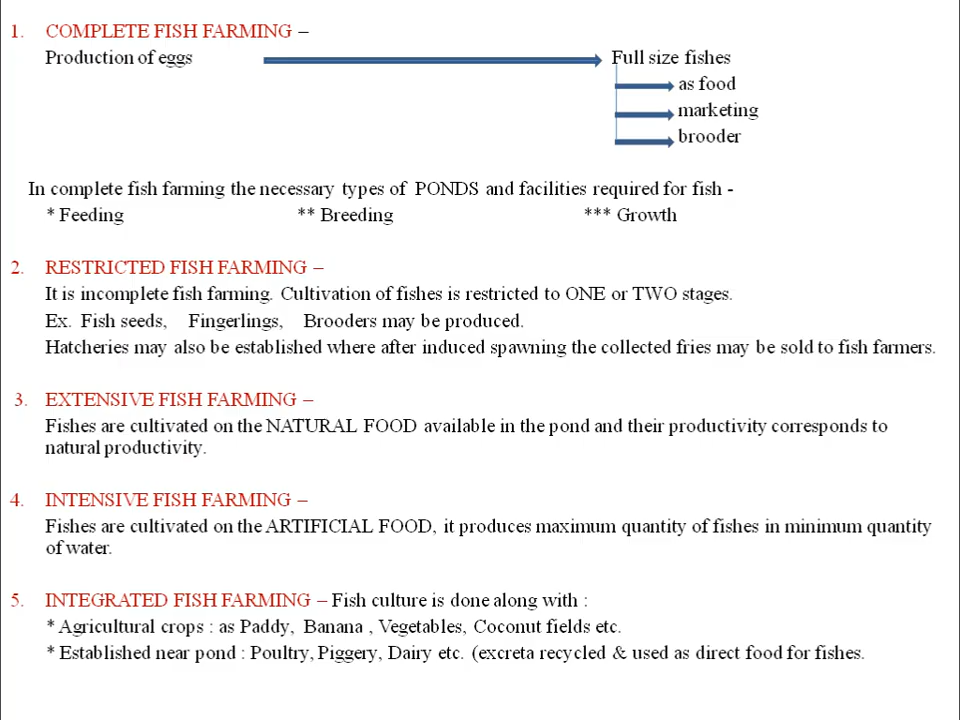 1. COMPLETE FISH FARMING –
Production of eggs Full size fishes
as food
marketing
brooder
In complete fish farming the necessary types of PONDS and facilities required for fish -
* Feeding ** Breeding *** Growth
2. RESTRICTED FISH FARMING –
It is incomplete fish farming. Cultivation of fishes is restricted to ONE or TWO stages.
Ex. Fish seeds, Fingerlings, Brooders may be produced.
Hatcheries may also be established where after induced spawning the collected fries may be sold to fish farmers.
3. EXTENSIVE FISH FARMING –
Fishes are cultivated on the NATURAL FOOD available in the pond and their productivity corresponds to
natural productivity.
4. INTENSIVE FISH FARMING –
Fishes are cultivated on the ARTIFICIAL FOOD, it produces maximum quantity of fishes in minimum quantity
of water.
5. INTEGRATED FISH FARMING – Fish culture is done along with :
* Agricultural crops : as Paddy, Banana , Vegetables, Coconut fields etc.
* Established near pond : Poultry, Piggery, Dairy etc. (excreta recycled & used as direct food for fishes.